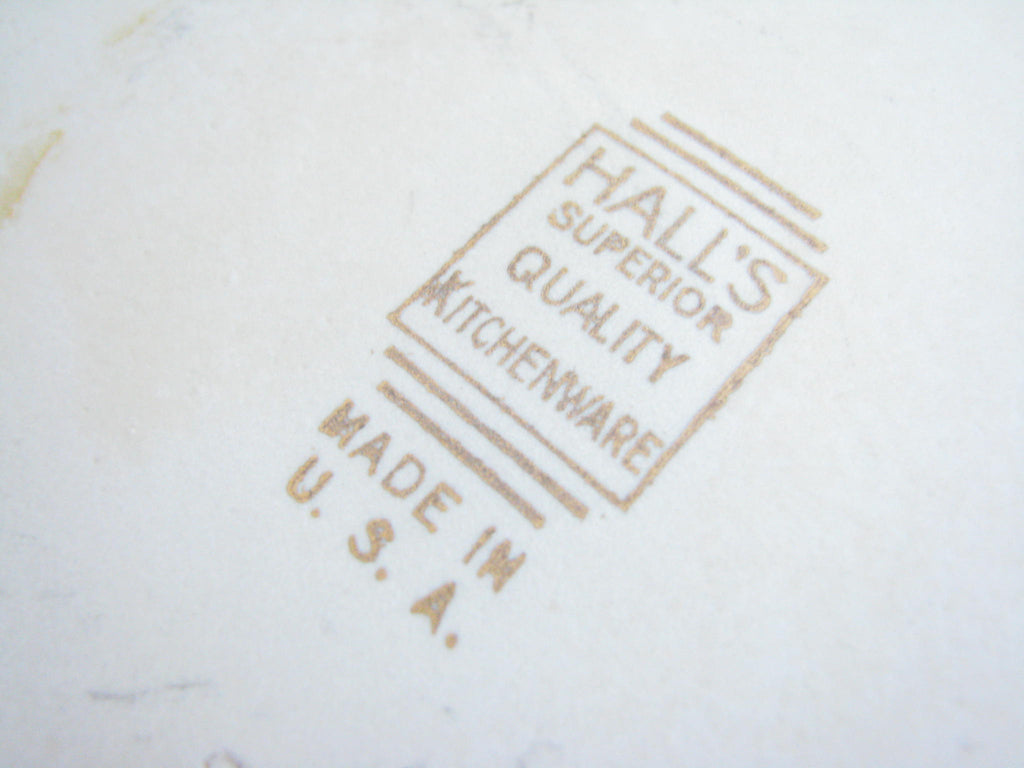 HALL'S
SUPERIOR
QUALITY
KITCHENWARE
MADE IN
U. S. A.